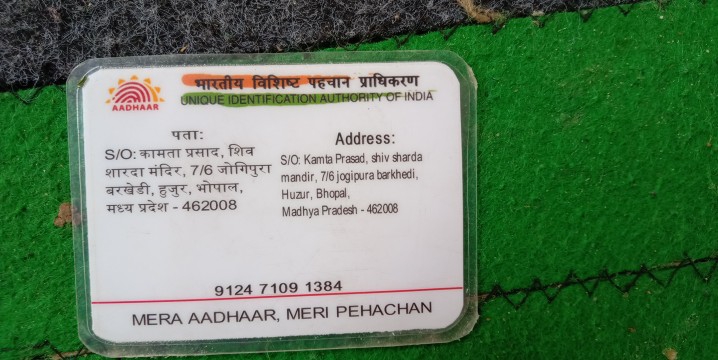 भारतीय विशिष्ट पहचान प्राधिकरण
UNIQUE IDENTIFICATION AUTHORITY OF INDIA
AADHAAR
पता:
S/O: कामता प्रसाद, शिव
शारदा मंदिर, 7/6 जोगिपुरा
बरखेडी, हुजुर, भोपाल,
मध्य प्रदेश - 462008
Address:
S/O: Kamta Prasad, shiv sharda
mandir, 7/6 jogipura barkhedi,
Huzur, Bhopal,
Madhya Pradesh - 462008
9124 7109 1384
MERA AADHAAR, MERI PEHACHAN